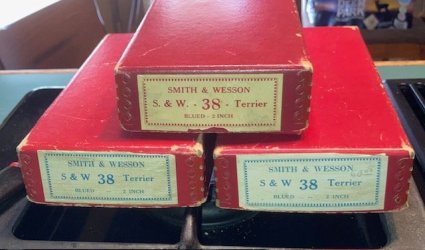 SMITH & WESSON
S. & W. - 38 - Terrier
BLUED - 2 INCH
SMITH & WESSON
S & W 38 Terrier
BLUED - 2 INCH
SMITH & WESSON
S & W 38 Terrier
BLUED - - 2 INCH